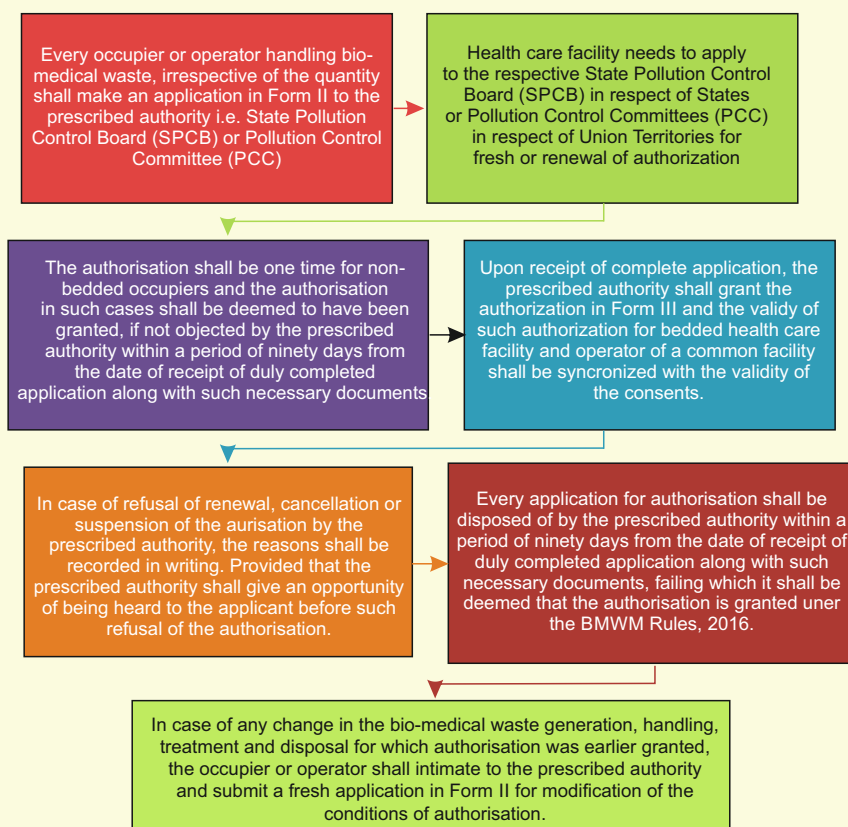 Every occupier or operator handling bio-
medical waste, irrespective of the quantity
shall make an application in Form II to the
prescribed authority i.e. State Pollution
Control Board (SPCB) or Pollution Control
Committee (PCC)
Health care facility needs to apply
to the respective State Pollution Control
Board (SPCB) in respect of States
or Pollution Control Committees (PCC)
in respect of Union Territories for
fresh or renewal of authorization
The authorisation shall be one time for non-
bedded occupiers and the authorisation
in such cases shall be deemed to have been
granted, if not objected by the prescribed
authority within a period of ninety days from
the date of receipt of duly completed
application along with such necessary documents
Upon receipt of complete application, the
prescribed authority shall grant the
authorization in Form III and the validy of
such authorization for bedded health care
facility and operator of a common facility
shall be syncronized with the validity of
the consents.
In case of refusal of renewal, cancellation or
suspension of the aurisation by the
prescribed authority, the reasons shall be
recorded in writing. Provided that the
prescribed authority shall give an opportunity
of being heard to the applicant before such
refusal of the authorisation.
Every application for authorisation shall be
disposed of by the prescribed authority within a
period of ninety days from the date of receipt of
duly completed application along with such
necessary documents, failing which it shall be
deemed that the authorisation is granted uner
the BMWM Rules, 2016.
In case of any change in the bio-medical waste generation, handling,
treatment and disposal for which authorisation was earlier granted,
the occupier or operator shall intimate to the prescribed authority
and submit a fresh application in Form II for modification of the
conditions of authorisation.